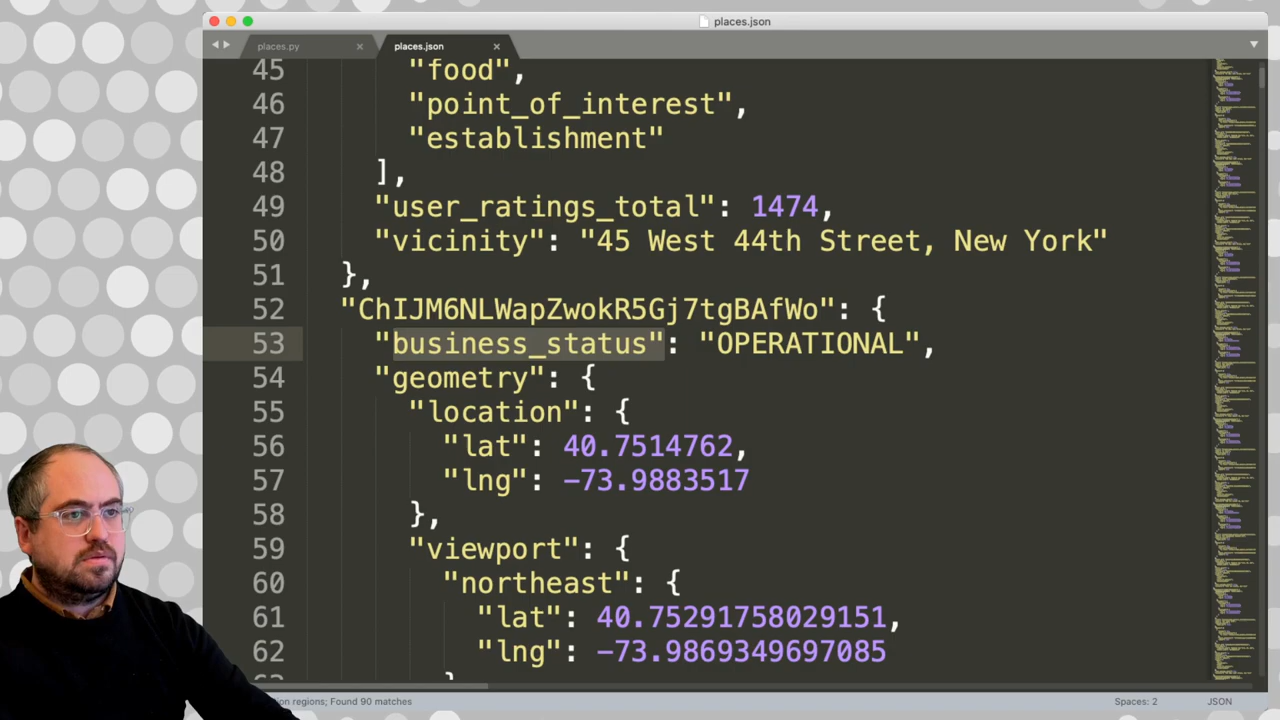 places.json
places.py
places.json
45 "food",
46 "point_of_interest",
47 "establishment"
48 ],
49 "user_ratings_total": 1474,
50 "vicinity": "45 West 44th Street, New York"
51 },
52 "ChIJM6NLWapZwokR5Gj7tgBAfWo": {
53 "business_status": "OPERATIONAL",
54 "geometry": {
55 "location": {
56 "lat": 40.7514762,
57 "lng": -73.9883517
58 },
59 "viewport": {
60 "northeast": {
61 "lat": 40.75291758029151,
62 "lng": -73.9869349697085
regions; Found 90 matches
Spaces: 2
JSON